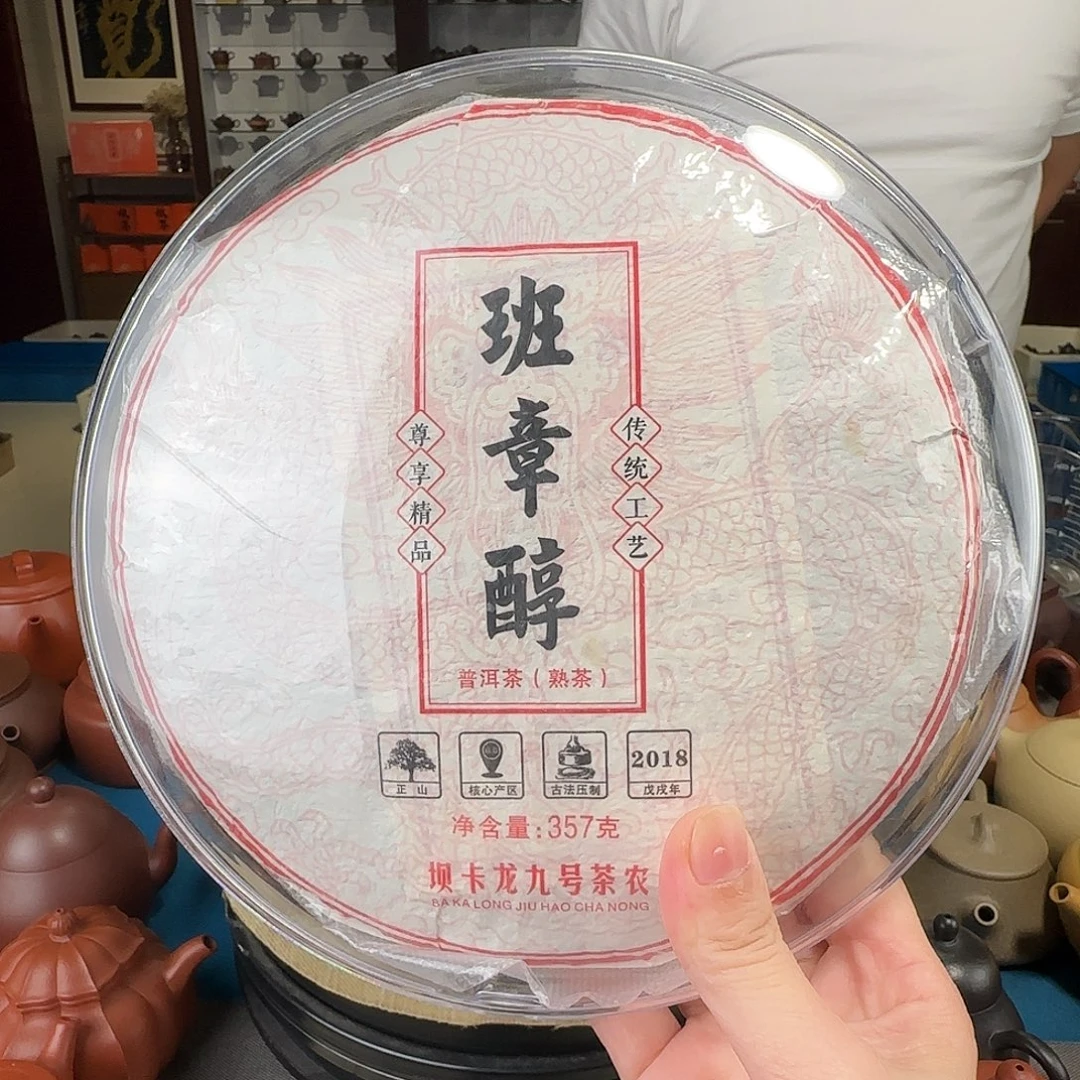 班章醇
尊享精品
传统工艺
普洱茶（熟茶）
正山
核心产区
古法压制
2018
戊戌年
净含量:357克
坝卡龙九号茶农
BA KA LONG JIU HAO CHA NONG